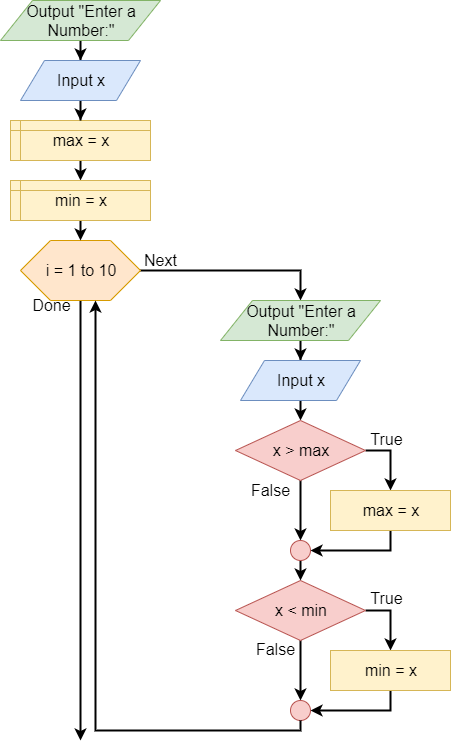 Output "Enter a
Number:"
Input x
max = x
min = x
i = 1 to 10
Next
Done
Output "Enter a
Number:"
Input x
x > max
True
False
max = x
x < min
True
False
min = x